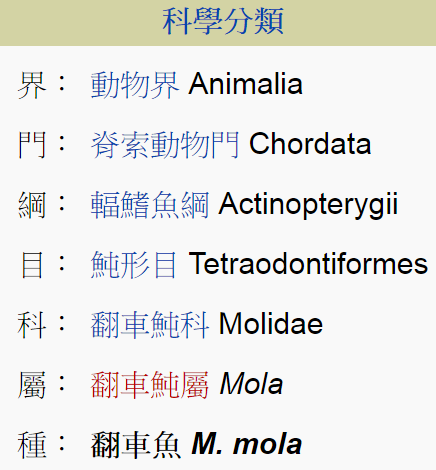 科學分類
界： 動物界 Animalia
門： 脊索動物門 Chordata
綱： 輻鰭魚綱 Actinopterygii
目： 魨形目 Tetraodontiformes
科： 翻車魨科 Molidae
屬： 翻車魨屬 Mola
種： 翻車魚 M. mola